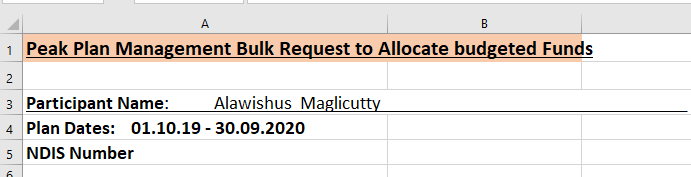 A B
1 Peak Plan Management Bulk Request to Allocate budgeted Funds
2
3 Participant Name: Alawishus Maglicutty
4 Plan Dates: 01.10.19 - 30.09.2020
5 NDIS Number
6